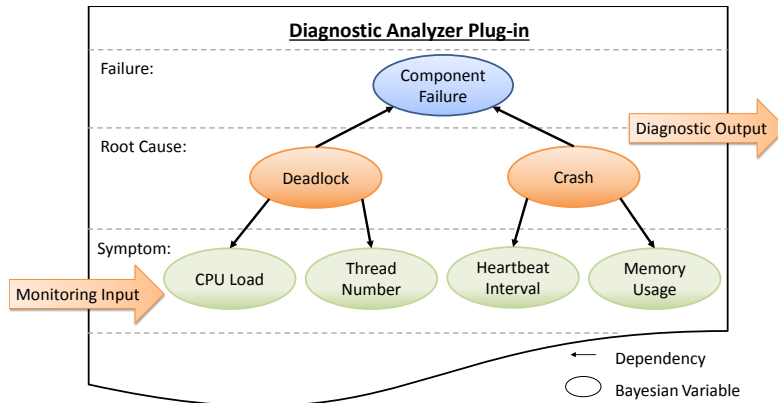 Diagnostic Analyzer Plug-in
Failure:
Component
Failure
Diagnostic Output
Root Cause:
Deadlock
Crash
Symptom:
CPU Load
Thread
Number
Heartbeat
Interval
Memory
Usage
Monitoring Input
Dependency
Bayesian Variable